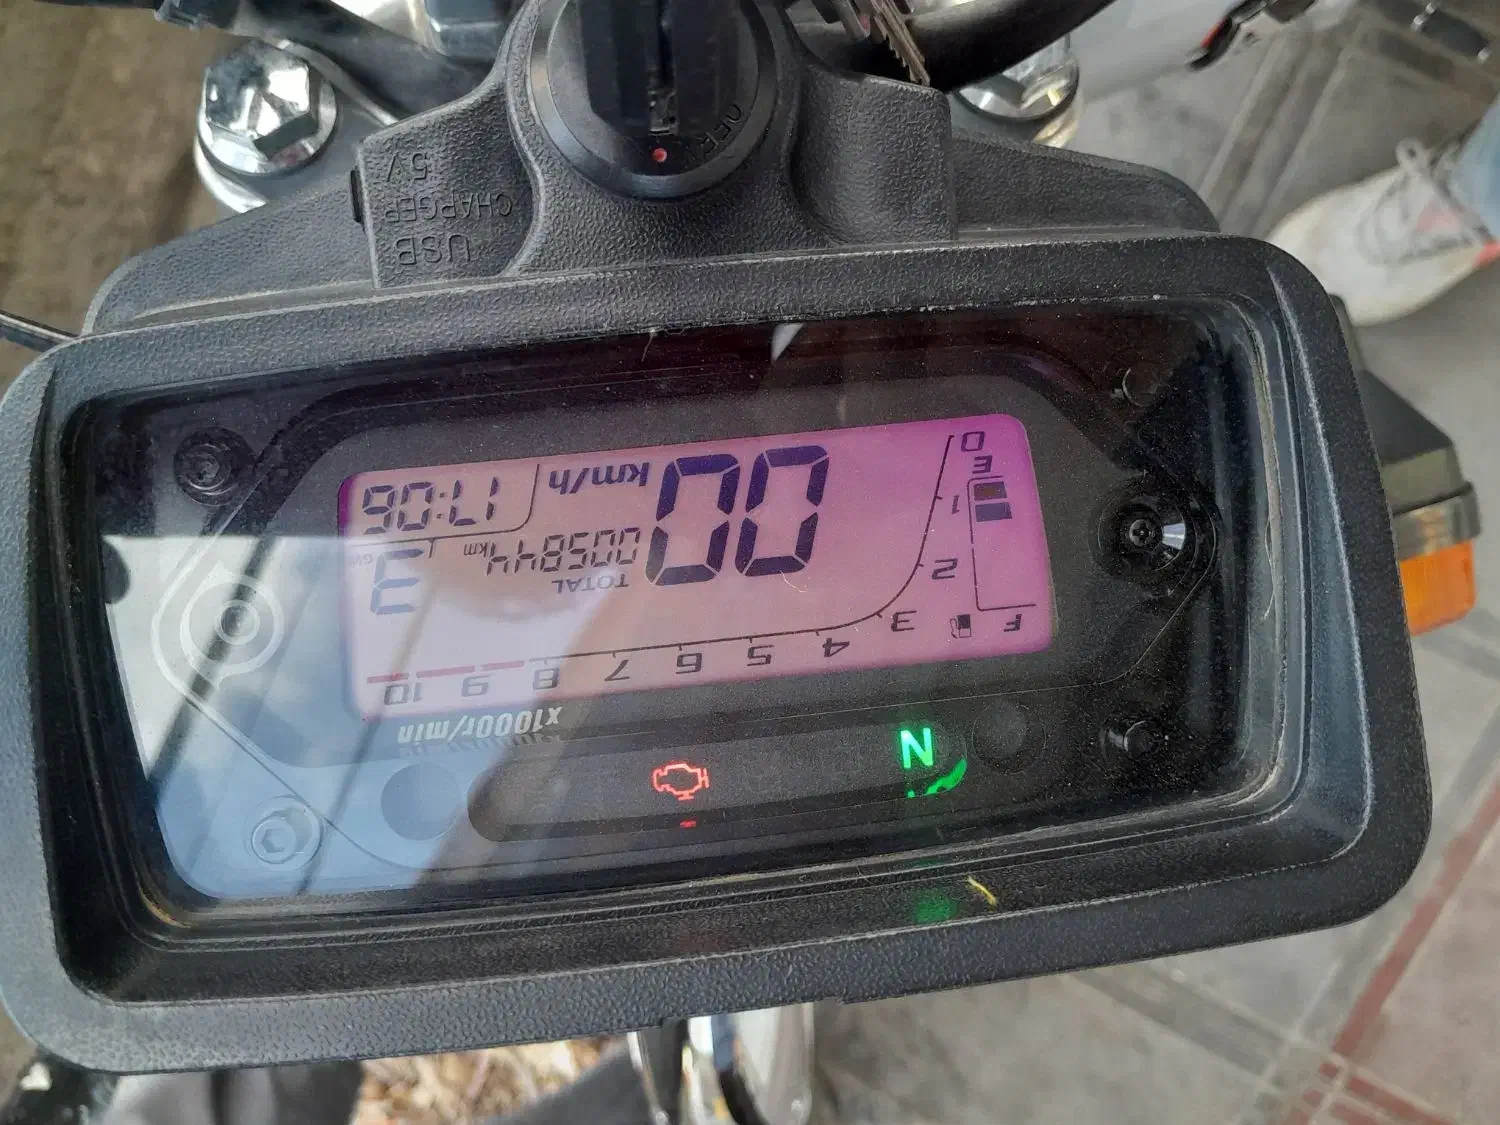 N
x1000r/min
F
3 4 5 6 7 8 9 10
2
TOTAL
005844 km
1
00 km/h
17:06
E
0
USB
CHARGER
5V
OFF